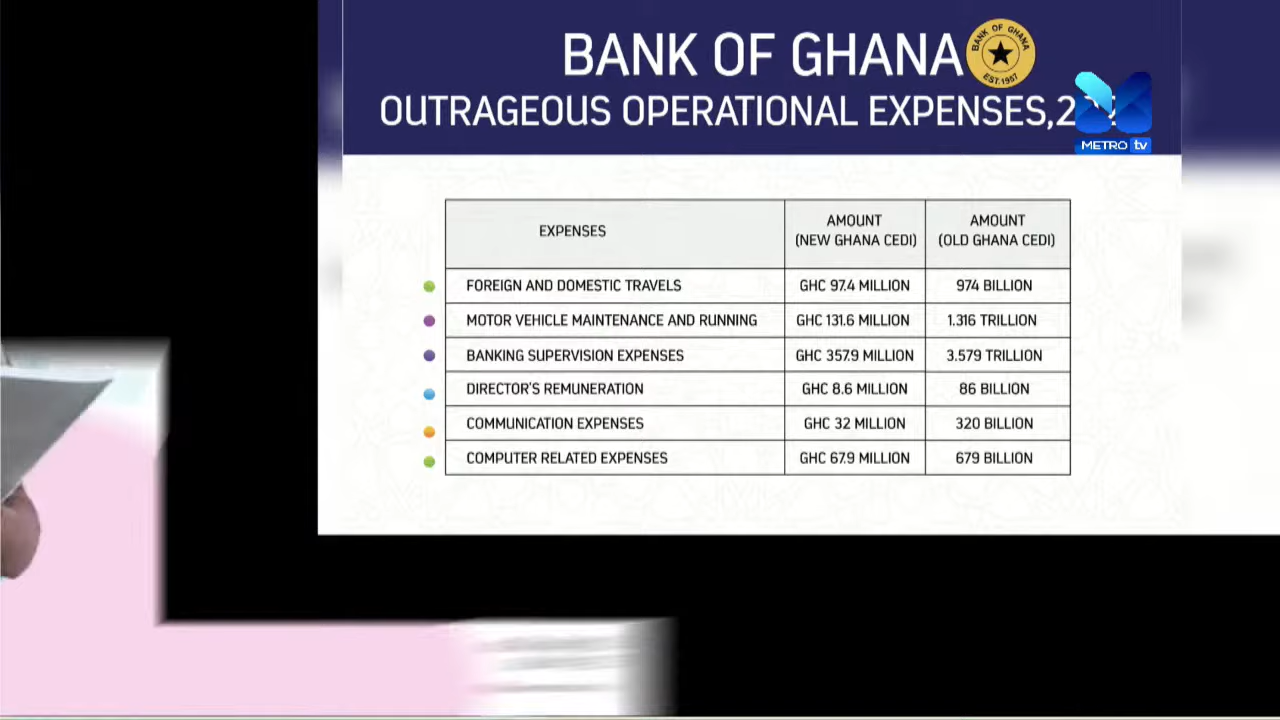 BANK OF GHANA
BANK OF GHANA
EST.1957
OUTRAGEOUS OPERATIONAL EXPENSES,
METRO tv
EXPENSES
AMOUNT
(NEW GHANA CEDI)
AMOUNT
(OLD GHANA CEDI)
FOREIGN AND DOMESTIC TRAVELS GHC 97.4 MILLION 974 BILLION
MOTOR VEHICLE MAINTENANCE AND RUNNING GHC 131.6 MILLION 1.316 TRILLION
BANKING SUPERVISION EXPENSES GHC 357.9 MILLION 3.579 TRILLION
DIRECTOR'S REMUNERATION GHC 8.6 MILLION 86 BILLION
COMMUNICATION EXPENSES GHC 32 MILLION 320 BILLION
COMPUTER RELATED EXPENSES GHC 67.9 MILLION 679 BILLION